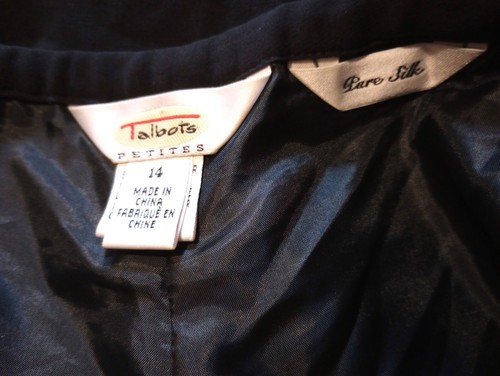 Talbots
PETITES
14
MADE IN
CHINA
FABRIQUÉ EN
CHINE
Pure Silk